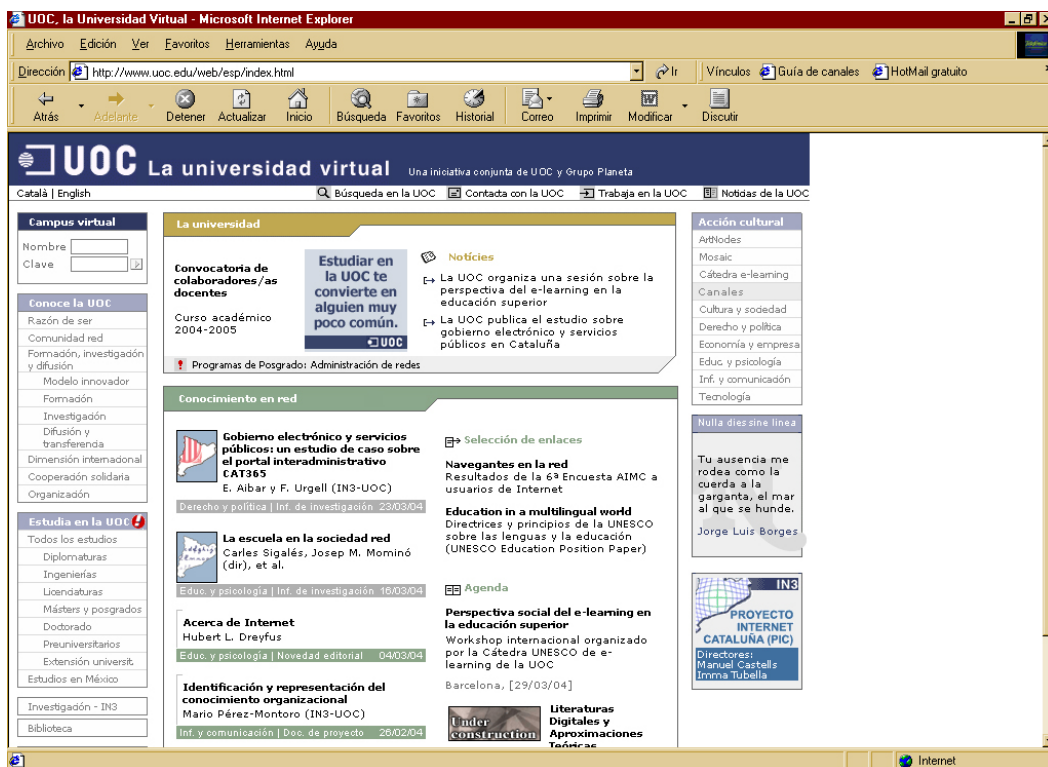 UOC, la Universidad Virtual - Microsoft Internet Explorer
Archivo Edición Ver Favoritos Herramientas Ayuda
Dirección http://www.uoc.edu/web/esp/index.html Ir Vínculos Guía de canales HotMail gratuito
Atrás Adelante Detener Actualizar Inicio Búsqueda Favoritos Historial Correo Imprimir Modificar Discutir
UOC La universidad virtual Una iniciativa conjunta de UOC y Grupo Planeta
Català | English Búsqueda en la UOC Contacta con la UOC Trabaja en la UOC Noticias de la UOC
Campus virtual
Nombre
Clave
Conoce la UOC
Razón de ser
Comunidad red
Formación, investigación
y difusión
Modelo innovador
Formación
Investigación
Difusión y
transferencia
Dimensión internacional
Cooperación solidaria
Organización
Estudia en la UOC
Todos los estudios
Diplomaturas
Ingenierías
Licenciaturas
Másters y posgrados
Doctorado
Preuniversitarios
Extensión universit.
Estudios en México
Investigación - IN3
Biblioteca
La universidad
Convocatoria de
colaboradores/as
docentes
Curso académico
2004-2005
Estudiar en
la UOC te
convierte en
alguien muy
poco común.
UOC
Notícies
La UOC organiza una sesión sobre la
perspectiva del e-learning en la
educación superior
La UOC publica el estudio sobre
gobierno electrónico y servicios
públicos en Cataluña
Programas de Posgrado: Administración de redes
Conocimiento en red
Gobierno electrónico y servicios
públicos: un estudio de caso sobre
el portal interadministrativo
CAT365
E. Aibar y F. Urgell (IN3-UOC)
Derecho y política | Inf. de investigación 23/03/04
La escuela en la sociedad red
Carles Sigalés, Josep M. Mominó
(dir), et al.
Educ. y psicología | Inf. de investigación 16/03/04
Acerca de Internet
Hubert L. Dreyfus
Educ. y psicología | Novedad editorial 04/03/04
Identificación y representación del
conocimiento organizacional
Mario Pérez-Montoro (IN3-UOC)
Inf. y comunicación | Doc. de proyecto 26/02/04
Selección de enlaces
Navegantes en la red
Resultados de la 6ª Encuesta AIMC a
usuarios de Internet
Education in a multilingual world
Directrices y principios de la UNESCO
sobre las lenguas y la educación
(UNESCO Education Position Paper)
Agenda
Perspectiva social del e-learning en
la educación superior
Workshop internacional organizado
por la Cátedra UNESCO de e-
learning de la UOC
Barcelona, [29/03/04]
Under
construction
Literaturas
Digitales y
Aproximaciones
Teóricas
Acción cultural
ArtNodes
Mosaic
Cátedra e-learning
Canales
Cultura y sociedad
Derecho y política
Economía y empresa
Educ. y psicología
Inf. y comunicación
Tecnología
Nulla dies sine linea
Tu ausencia me
rodea como la
cuerda a la
garganta, el mar
al que se hunde.
Jorge Luis Borges
IN3
PROYECTO
INTERNET
CATALUÑA (PIC)
Directores:
Manuel Castells
Imma Tubella
Internet